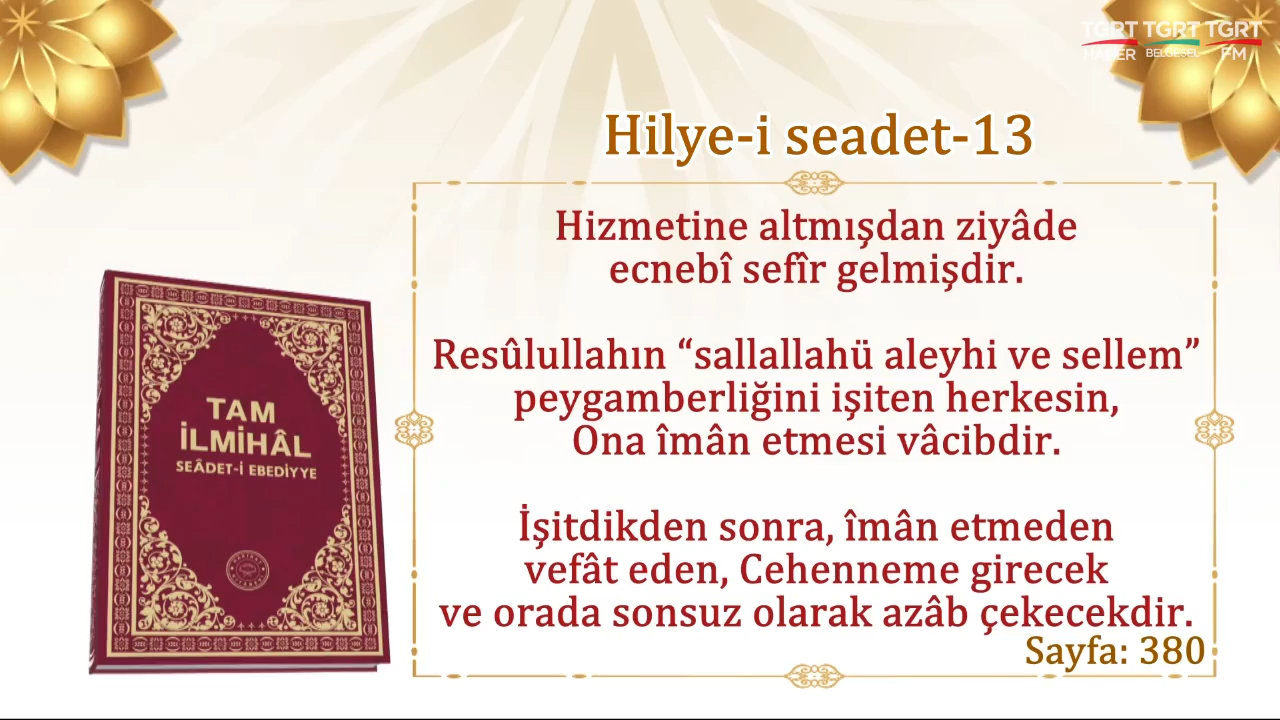 TGRT TGRT TGRT
HABER BELGESEL FM
Hilye-i seadet-13
Hizmetine altmışdan ziyâde
ecnebî sefîr gelmişdir.
Resûlullahın “sallallahü aleyhi ve sellem”
peygamberliğini işiten herkesin,
Ona îmân etmesi vâcibdir.
İşitdikden sonra, îmân etmeden
vefât eden, Cehenneme girecek
ve orada sonsuz olarak azâb çekecekdir.
Sayfa: 380
TAM
İLMİHÂL
SEÂDET-İ EBEDİYYE